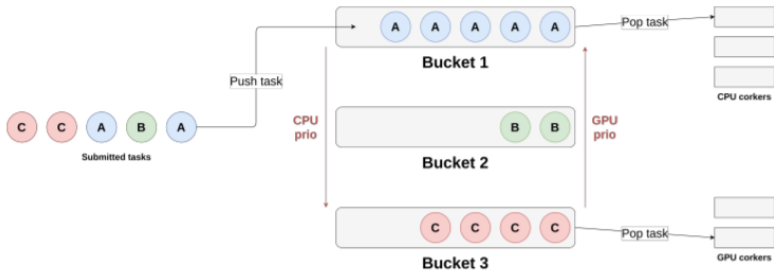 A A A A A
Pop task
Bucket 1
CPU corkers
Push task
C C A B A
Submitted tasks
CPU
prio
B B
GPU
prio
Bucket 2
C C C C
Pop task
Bucket 3
GPU corkers